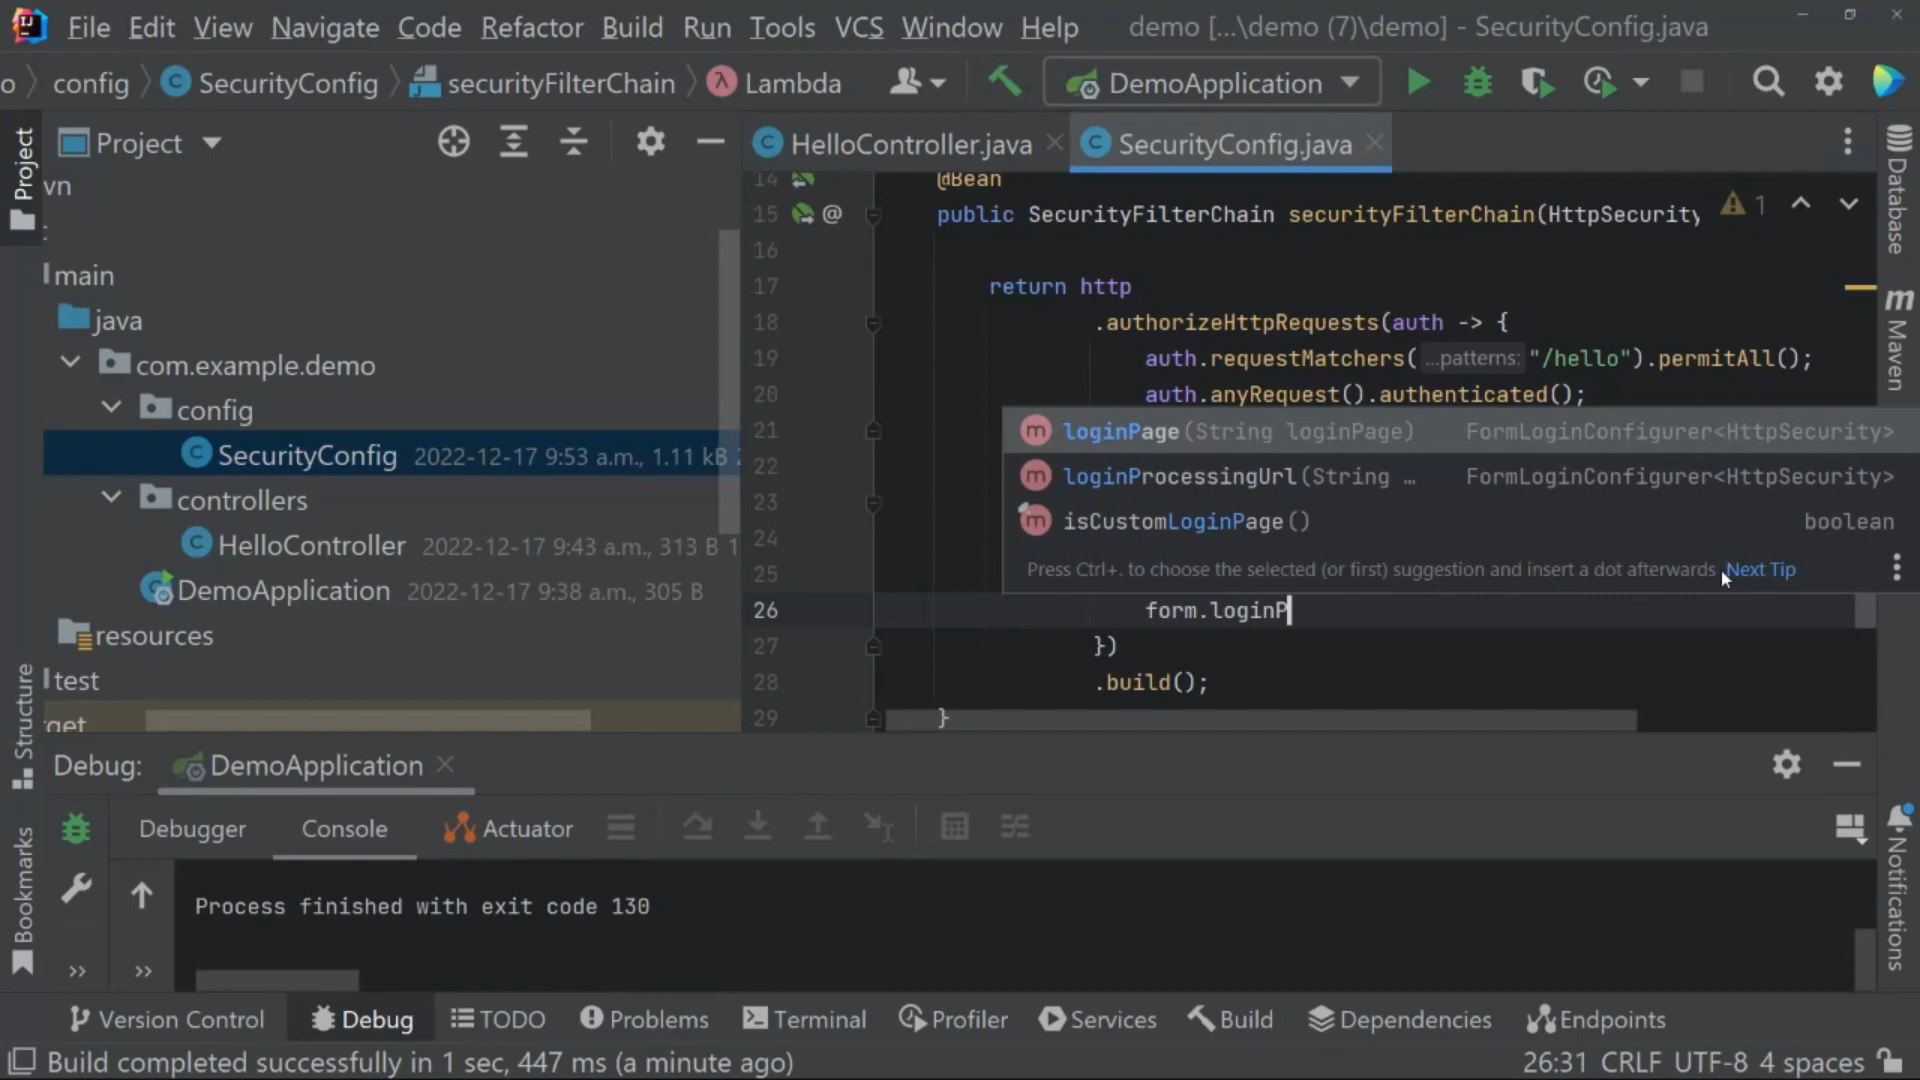 File Edit View Navigate Code Refactor Build Run Tools VCS Window Help demo [...\demo (7)\demo] - SecurityConfig.java
o config SecurityConfig securityFilterChain Lambda DemoApplication
Project
HelloController.java SecurityConfig.java
Project
vn
main
java
com.example.demo
config
SecurityConfig 2022-12-17 9:53 a.m., 1.11 kB
controllers
HelloController 2022-12-17 9:43 a.m., 313 B 1
DemoApplication 2022-12-17 9:38 a.m., 305 B
resources
test
rget
Structure
Bookmarks
14 @Bean
15 @ public SecurityFilterChain securityFilterChain(HttpSecurity
1
16
17 return http
18 .authorizeHttpRequests(auth -> {
19 auth.requestMatchers( ...patterns: "/hello").permitAll();
20 auth.anyRequest().authenticated();
21
22
23
24
25
loginPage(String loginPage) FormLoginConfigurer<HttpSecurity>
loginProcessingUrl(String … FormLoginConfigurer<HttpSecurity>
isCustomLoginPage() boolean
Press Ctrl+. to choose the selected (or first) suggestion and insert a dot afterwards Next Tip
26 form.loginP
27 })
28 .build();
29 }
Database
Maven
Notifications
Debug: DemoApplication
Debugger Console Actuator
Process finished with exit code 130
Version Control Debug TODO Problems Terminal Profiler Services Build Dependencies Endpoints
Build completed successfully in 1 sec, 447 ms (a minute ago) 26:31 CRLF UTF-8 4 spaces